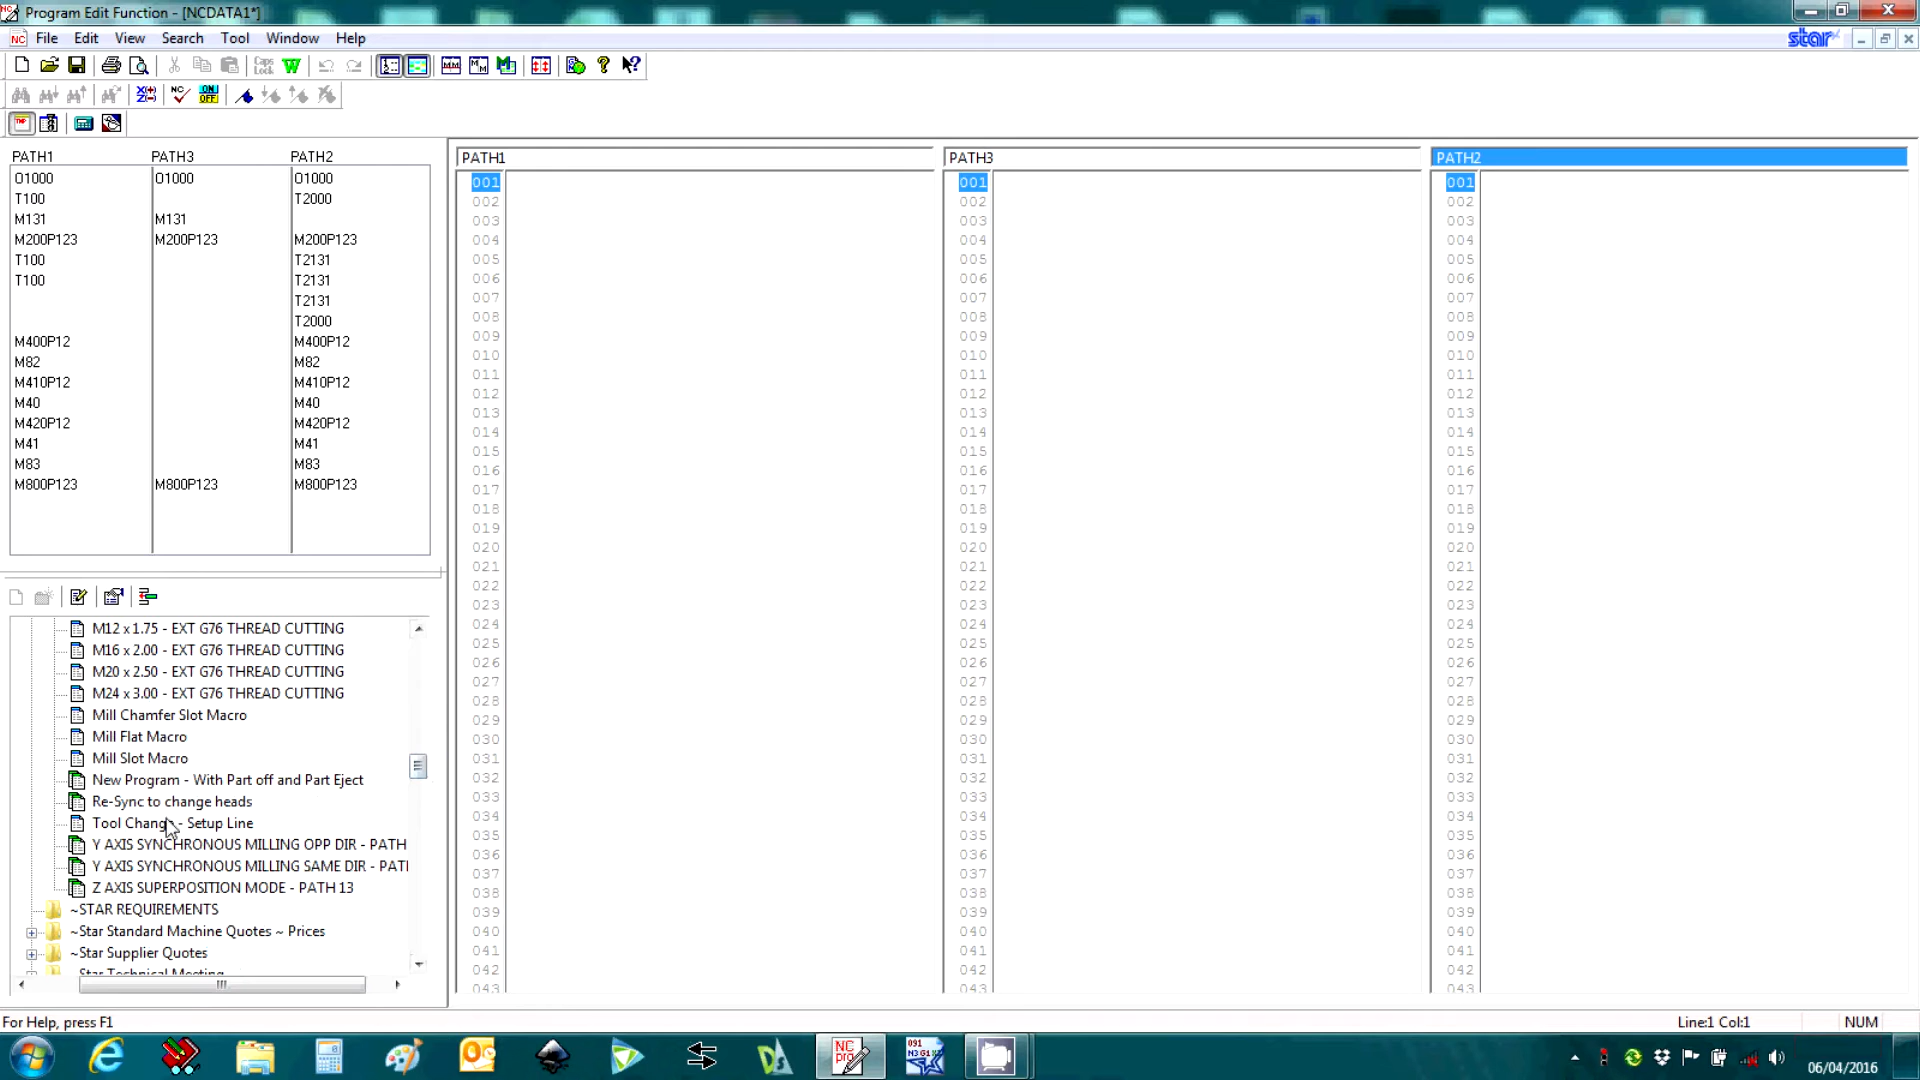 Program Edit Function - [NCDATA1*]
File Edit View Search Tool Window Help
star
PATH1 PATH3 PATH2
O1000 O1000 O1000
T100 T2000
M131 M131
M200P123 M200P123 M200P123
T100 T2131
T100 T2131
T2131
T2000
M400P12 M400P12
M82 M82
M410P12 M410P12
M40 M40
M420P12 M420P12
M41 M41
M83 M83
M800P123 M800P123 M800P123
M12 x 1.75 - EXT G76 THREAD CUTTING
M16 x 2.00 - EXT G76 THREAD CUTTING
M20 x 2.50 - EXT G76 THREAD CUTTING
M24 x 3.00 - EXT G76 THREAD CUTTING
Mill Chamfer Slot Macro
Mill Flat Macro
Mill Slot Macro
New Program - With Part off and Part Eject
Re-Sync to change heads
Tool Change - Setup Line
Y AXIS SYNCHRONOUS MILLING OPP DIR - PATH
Y AXIS SYNCHRONOUS MILLING SAME DIR - PATH
Z AXIS SUPERPOSITION MODE - PATH 13
~STAR REQUIREMENTS
~Star Standard Machine Quotes ~ Prices
~Star Supplier Quotes
~Star Technical Meeting
PATH1 PATH3 PATH2
001 001 001
002 002 002
003 003 003
004 004 004
005 005 005
006 006 006
007 007 007
008 008 008
009 009 009
010 010 010
011 011 011
012 012 012
013 013 013
014 014 014
015 015 015
016 016 016
017 017 017
018 018 018
019 019 019
020 020 020
021 021 021
022 022 022
023 023 023
024 024 024
025 025 025
026 026 026
027 027 027
028 028 028
029 029 029
030 030 030
031 031 031
032 032 032
033 033 033
034 034 034
035 035 035
036 036 036
037 037 037
038 038 038
039 039 039
040 040 040
041 041 041
042 042 042
043 043 043
For Help, press F1
Line:1 Col:1 NUM
06/04/2016